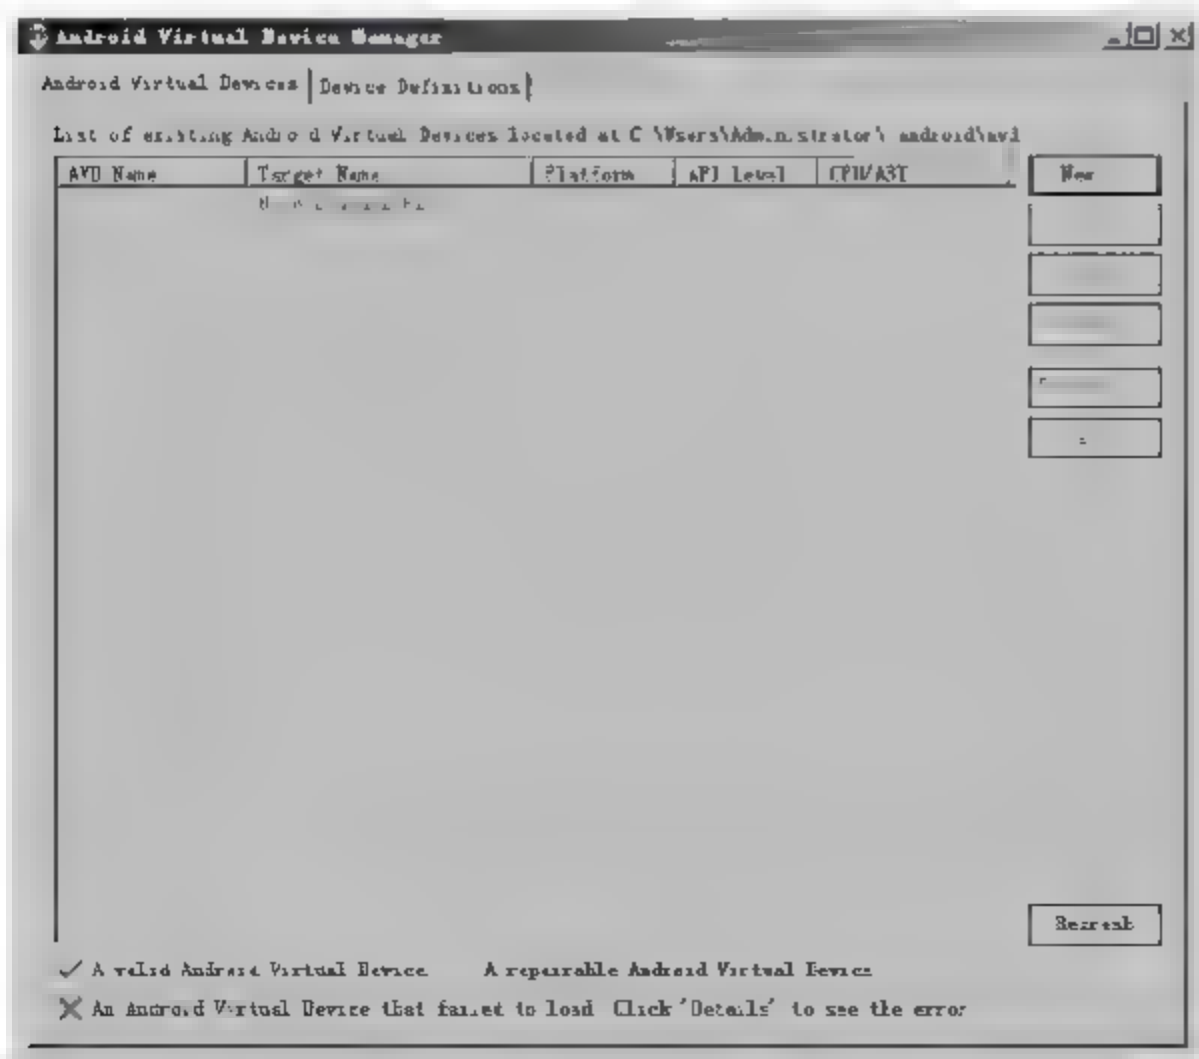 Android Virtual Device Manager
Android Virtual Devices Device Definitions
List of existing Android Virtual Devices located at C \Users\Administrator\ android\avd
AVD Name Target Name Platform API Level CPU/ABI
New
Refresh
A valid Android Virtual Device A repairable Android Virtual Device
An Android Virtual Device that failed to load Click 'Details' to see the error